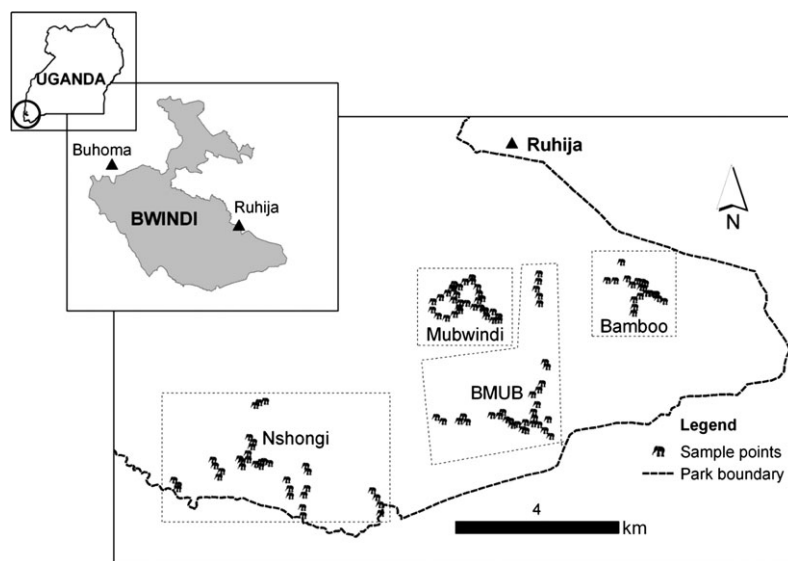 UGANDA
Buhoma
BWINDI
Ruhija
Ruhija
N
Mubwindi
Bamboo
BMUB
Nshongi
Legend
Sample points
Park boundary
4
km